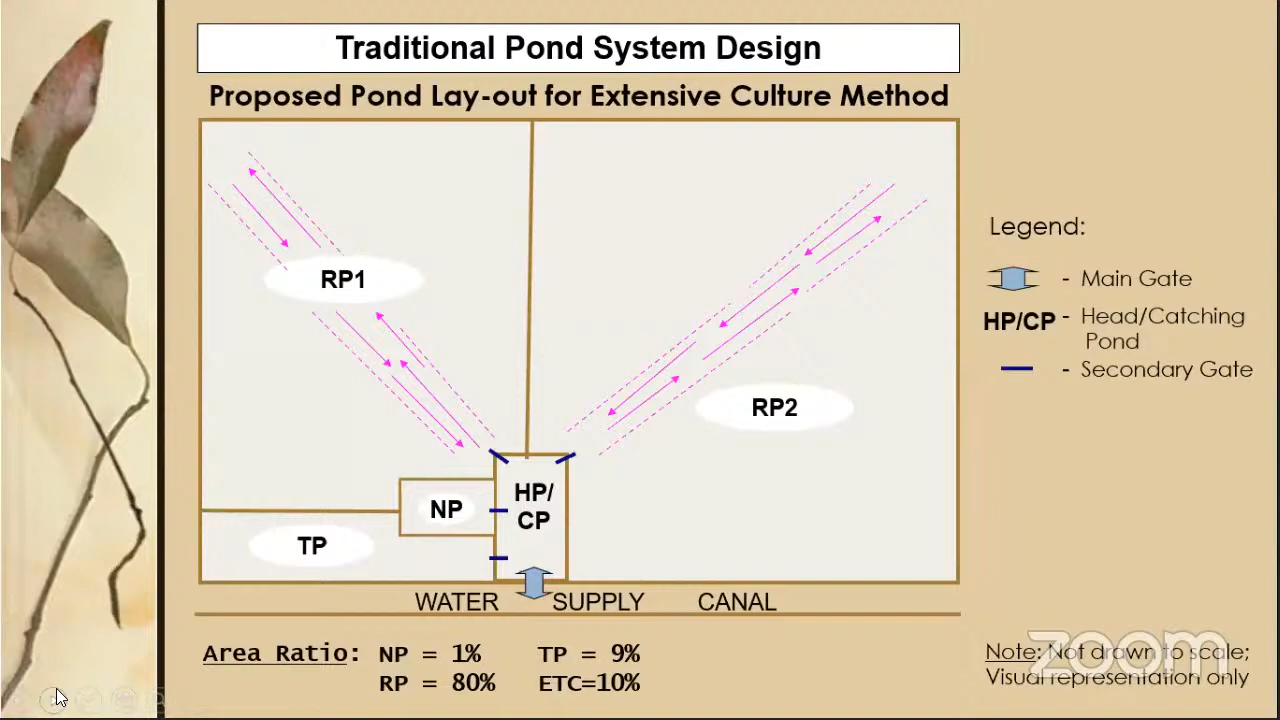 Traditional Pond System Design
Proposed Pond Lay-out for Extensive Culture Method
RP1
RP2
NP
HP/
CP
TP
WATER SUPPLY CANAL
Legend:
- Main Gate
HP/CP - Head/Catching
Pond
- Secondary Gate
Area Ratio: NP = 1% TP = 9%
RP = 80% ETC=10%
Note: Not drawn to scale;
Visual representation only
zoom